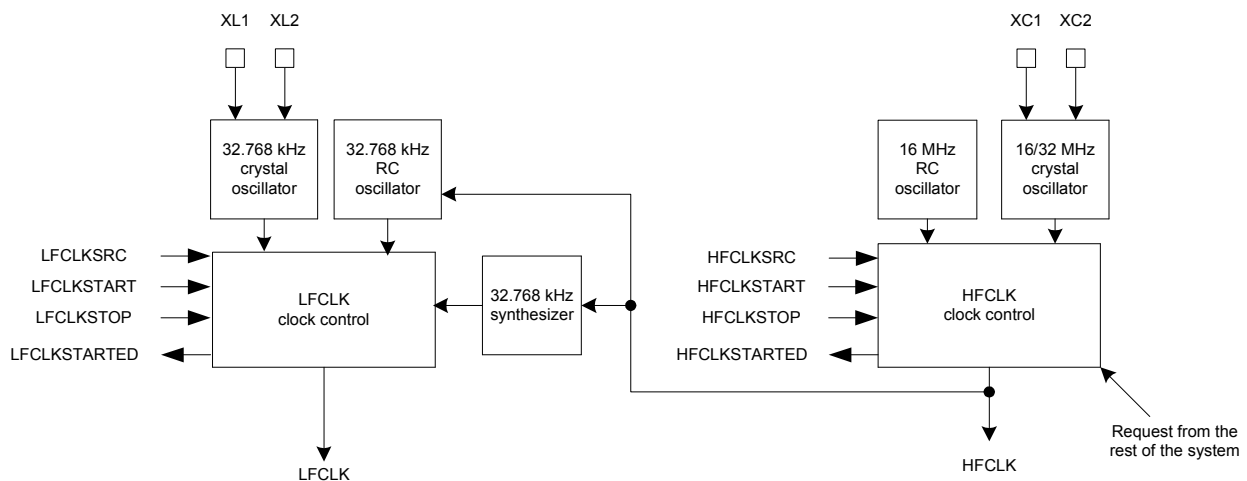 XL1 XL2 XC1 XC2
32.768 kHz
crystal
oscillator
32.768 kHz
RC
oscillator
16 MHz
RC
oscillator
16/32 MHz
crystal
oscillator
LFCLKSRC
LFCLKSTART
LFCLKSTOP
LFCLKSTARTED
LFCLK
clock control
32.768 kHz
synthesizer
HFCLKSRC
HFCLKSTART
HFCLKSTOP
HFCLKSTARTED
HFCLK
clock control
Request from the
rest of the system
LFCLK
HFCLK